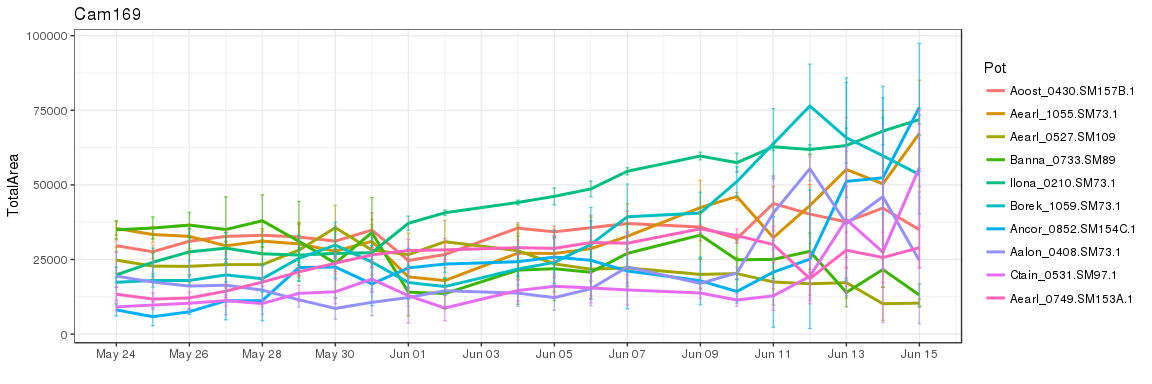 Cam169
TotalArea
100000
75000
50000
25000
0
May 24 May 26 May 28 May 30 Jun 01 Jun 03 Jun 05 Jun 07 Jun 09 Jun 11 Jun 13 Jun 15
Pot
Aoost_0430.SM157B.1
Aearl_1055.SM73.1
Aearl_0527.SM109
Banna_0733.SM89
Ilona_0210.SM73.1
Borek_1059.SM73.1
Ancor_0852.SM154C.1
Aalon_0408.SM73.1
Ctain_0531.SM97.1
Aearl_0749.SM153A.1